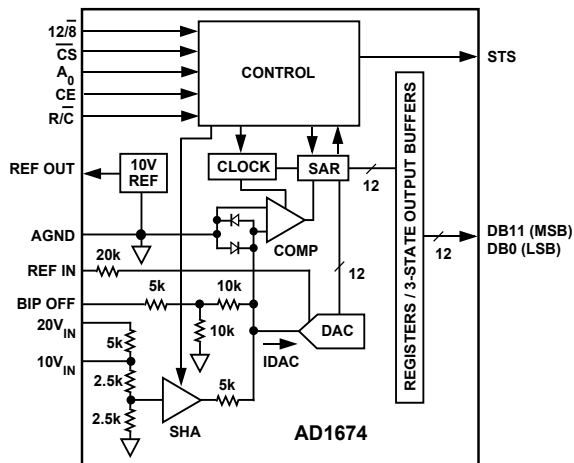 12/8̅
C̅S̅
A0
CE
R/C̅
CONTROL
STS
REF OUT
10V
REF
CLOCK
SAR
12
AGND
COMP
REF IN
20k
12
BIP OFF
5k
10k
10k
20VIN
5k
10VIN
2.5k
2.5k
SHA
5k
IDAC
DAC
REGISTERS / 3-STATE OUTPUT BUFFERS
12
DB11 (MSB)
DB0 (LSB)
AD1674